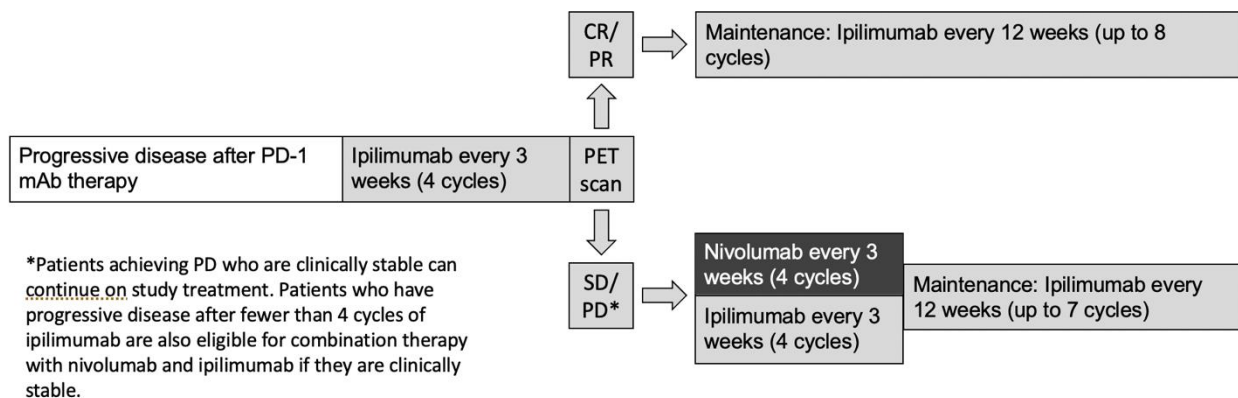 CR/
PR
Maintenance: Ipilimumab every 12 weeks (up to 8
cycles)
Progressive disease after PD-1
mAb therapy
Ipilimumab every 3
weeks (4 cycles)
PET
scan
*Patients achieving PD who are clinically stable can
continue on study treatment. Patients who have
progressive disease after fewer than 4 cycles of
ipilimumab are also eligible for combination therapy
with nivolumab and ipilimumab if they are clinically
stable.
SD/
PD*
Nivolumab every 3
weeks (4 cycles)
Ipilimumab every 3
weeks (4 cycles)
Maintenance: Ipilimumab every
12 weeks (up to 7 cycles)